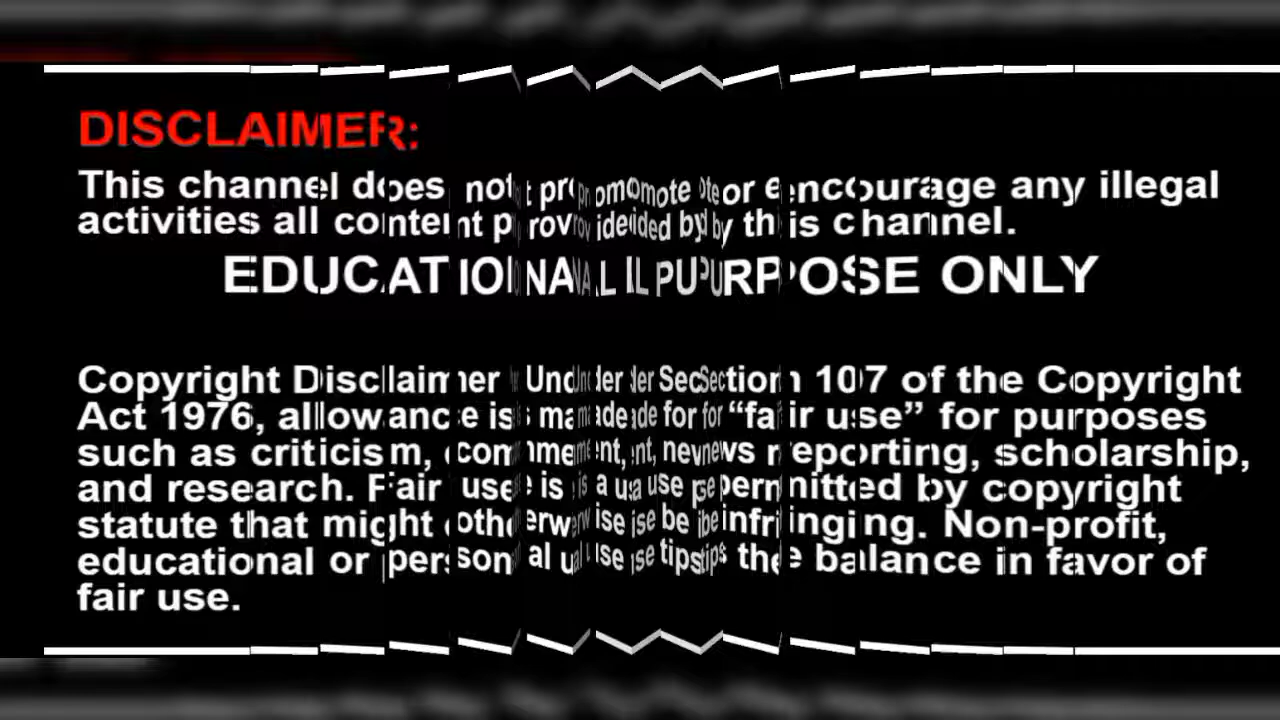 DISCLAIMER:
This channel does not promote or encourage any illegal
activities all content provided by this channel.
EDUCATIONAL PURPOSE ONLY
Copyright Disclaimer Under Section 107 of the Copyright
Act 1976, allowance is made for “fair use” for purposes
such as criticism, comment, news reporting, scholarship,
and research. Fair use is a use permitted by copyright
statute that might otherwise be infringing. Non-profit,
educational or personal use tips the balance in favor of
fair use.